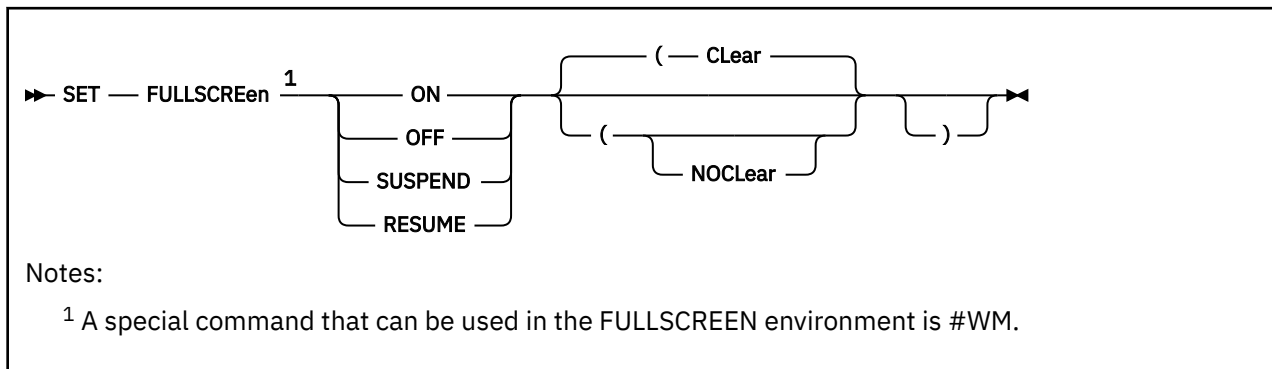 ( CLear
SET FULLSCREen 1 ON
OFF ( )
SUSPEND NOCLear
RESUME
Notes:
1 A special command that can be used in the FULLSCREEN environment is #WM.